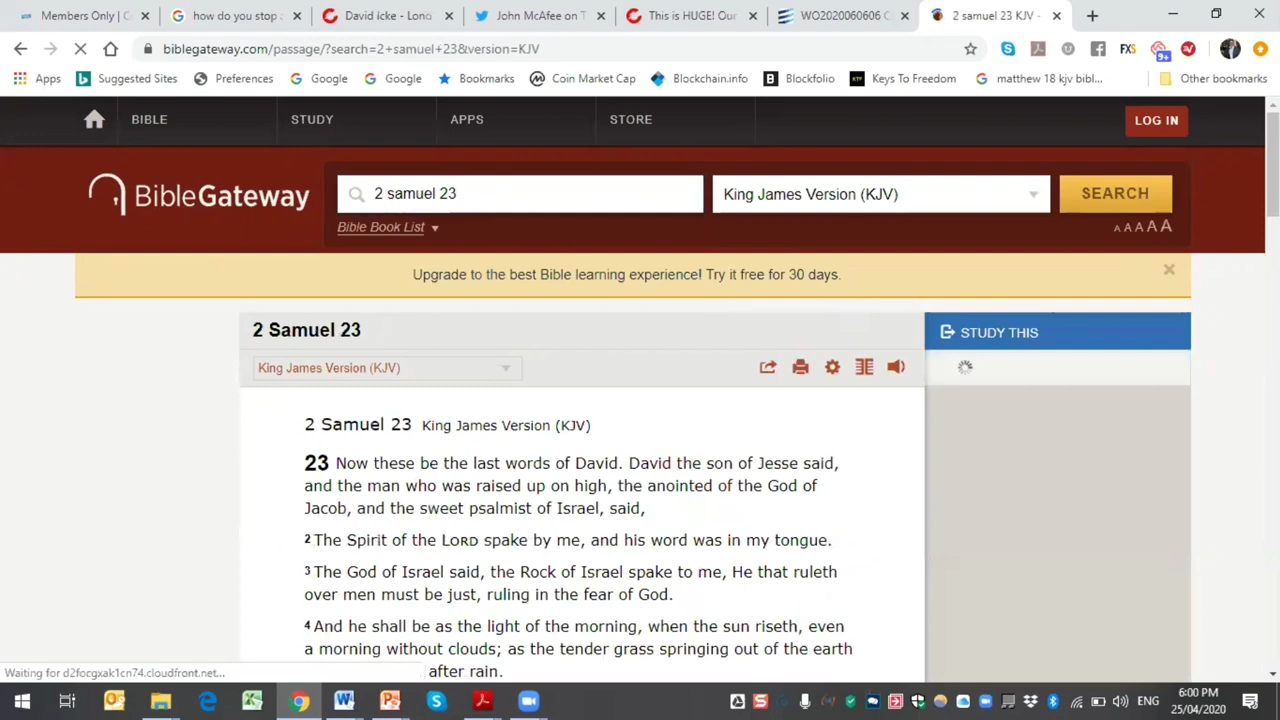 Members Only | C
how do you stop a
David icke - Lond
John McAfee on T
This is HUGE! Our
WO2020060606 C
2 samuel 23 KJV -
biblegateway.com/passage/?search=2+samuel+23&version=KJV
FXS
9+
Apps
Suggested Sites
Preferences
Google
Google
Bookmarks
Coin Market Cap
Blockchain.info
Blockfolio
Keys To Freedom
matthew 18 kjv bibl...
Other bookmarks
BIBLE
STUDY
APPS
STORE
LOG IN
BibleGateway
2 samuel 23
King James Version (KJV)
SEARCH
Bible Book List
A A A A A
Upgrade to the best Bible learning experience! Try it free for 30 days.
2 Samuel 23
STUDY THIS
King James Version (KJV)
2 Samuel 23 King James Version (KJV)
23 Now these be the last words of David. David the son of Jesse said,
and the man who was raised up on high, the anointed of the God of
Jacob, and the sweet psalmist of Israel, said,
2 The Spirit of the LORD spake by me, and his word was in my tongue.
3 The God of Israel said, the Rock of Israel spake to me, He that ruleth
over men must be just, ruling in the fear of God.
4 And he shall be as the light of the morning, when the sun riseth, even
a morning without clouds; as the tender grass springing out of the earth
after rain.
Waiting for d2focgxak1cn74.cloudfront.net...
ENG
6:00 PM
25/04/2020